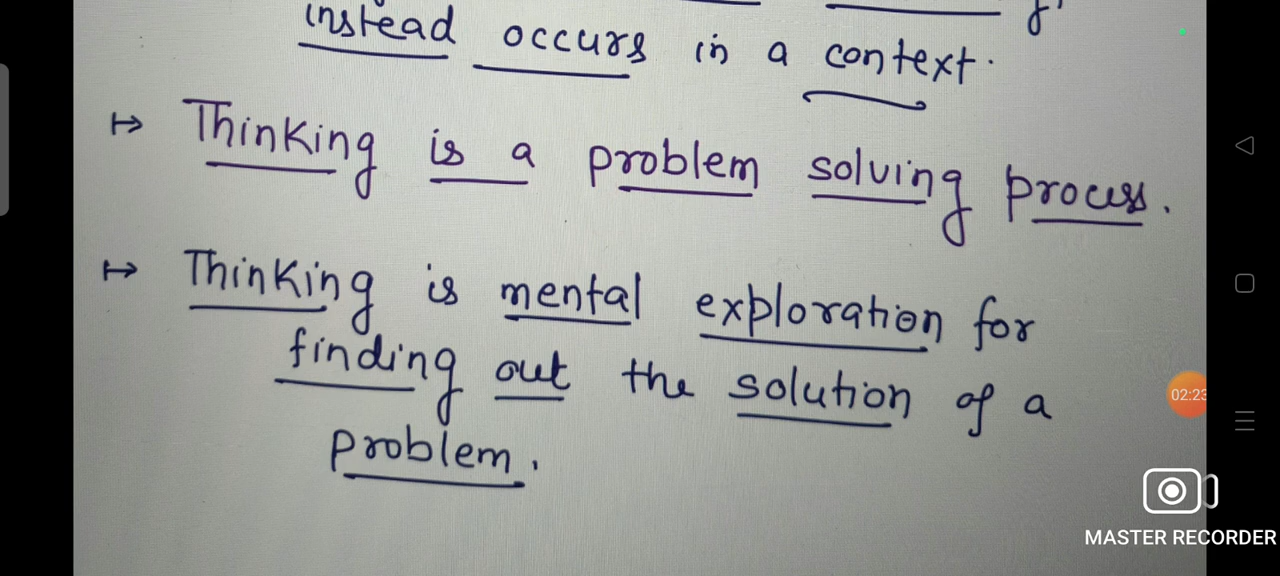 instead occurs in a context.
↦ Thinking is a problem solving process.
↦ Thinking is mental exploration for
finding out the solution of a
problem.
02:23
MASTER RECORDER